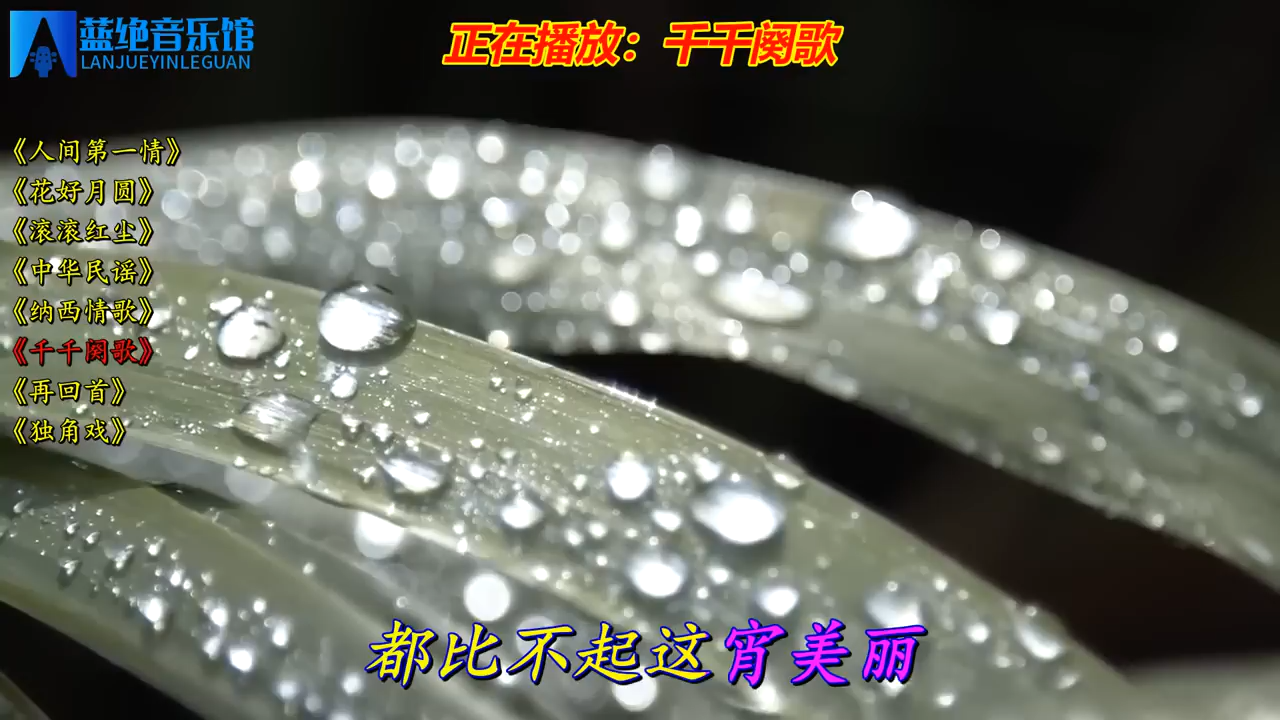 蓝绝音乐馆
LANJUEYINLEGUAN
正在播放：千千阕歌
《人间第一情》
《花好月圆》
《滚滚红尘》
《中华民谣》
《纳西情歌》
《千千阕歌》
《再回首》
《独角戏》
都比不起这宵美丽